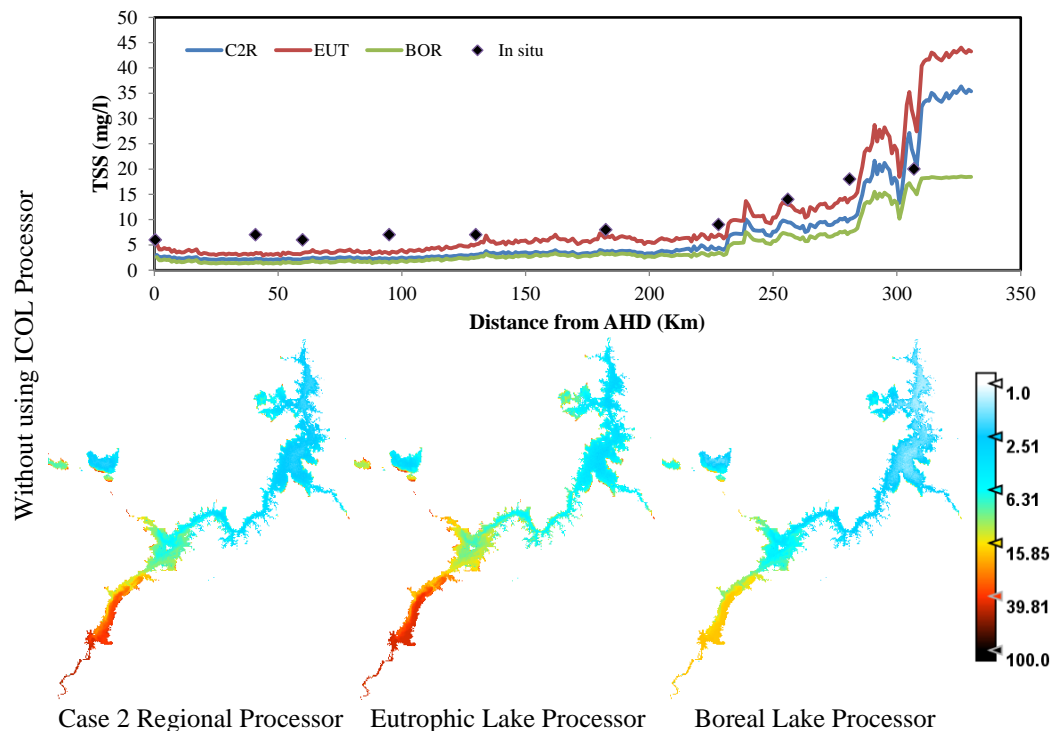 50
45
40
35
30
25
20
15
10
5
0
TSS (mg/l)
C2R EUT BOR In situ
0 50 100 150 200 250 300 350
Distance from AHD (Km)
Without using ICOL Processor
1.0
2.51
6.31
15.85
39.81
100.0
Case 2 Regional Processor Eutrophic Lake Processor Boreal Lake Processor